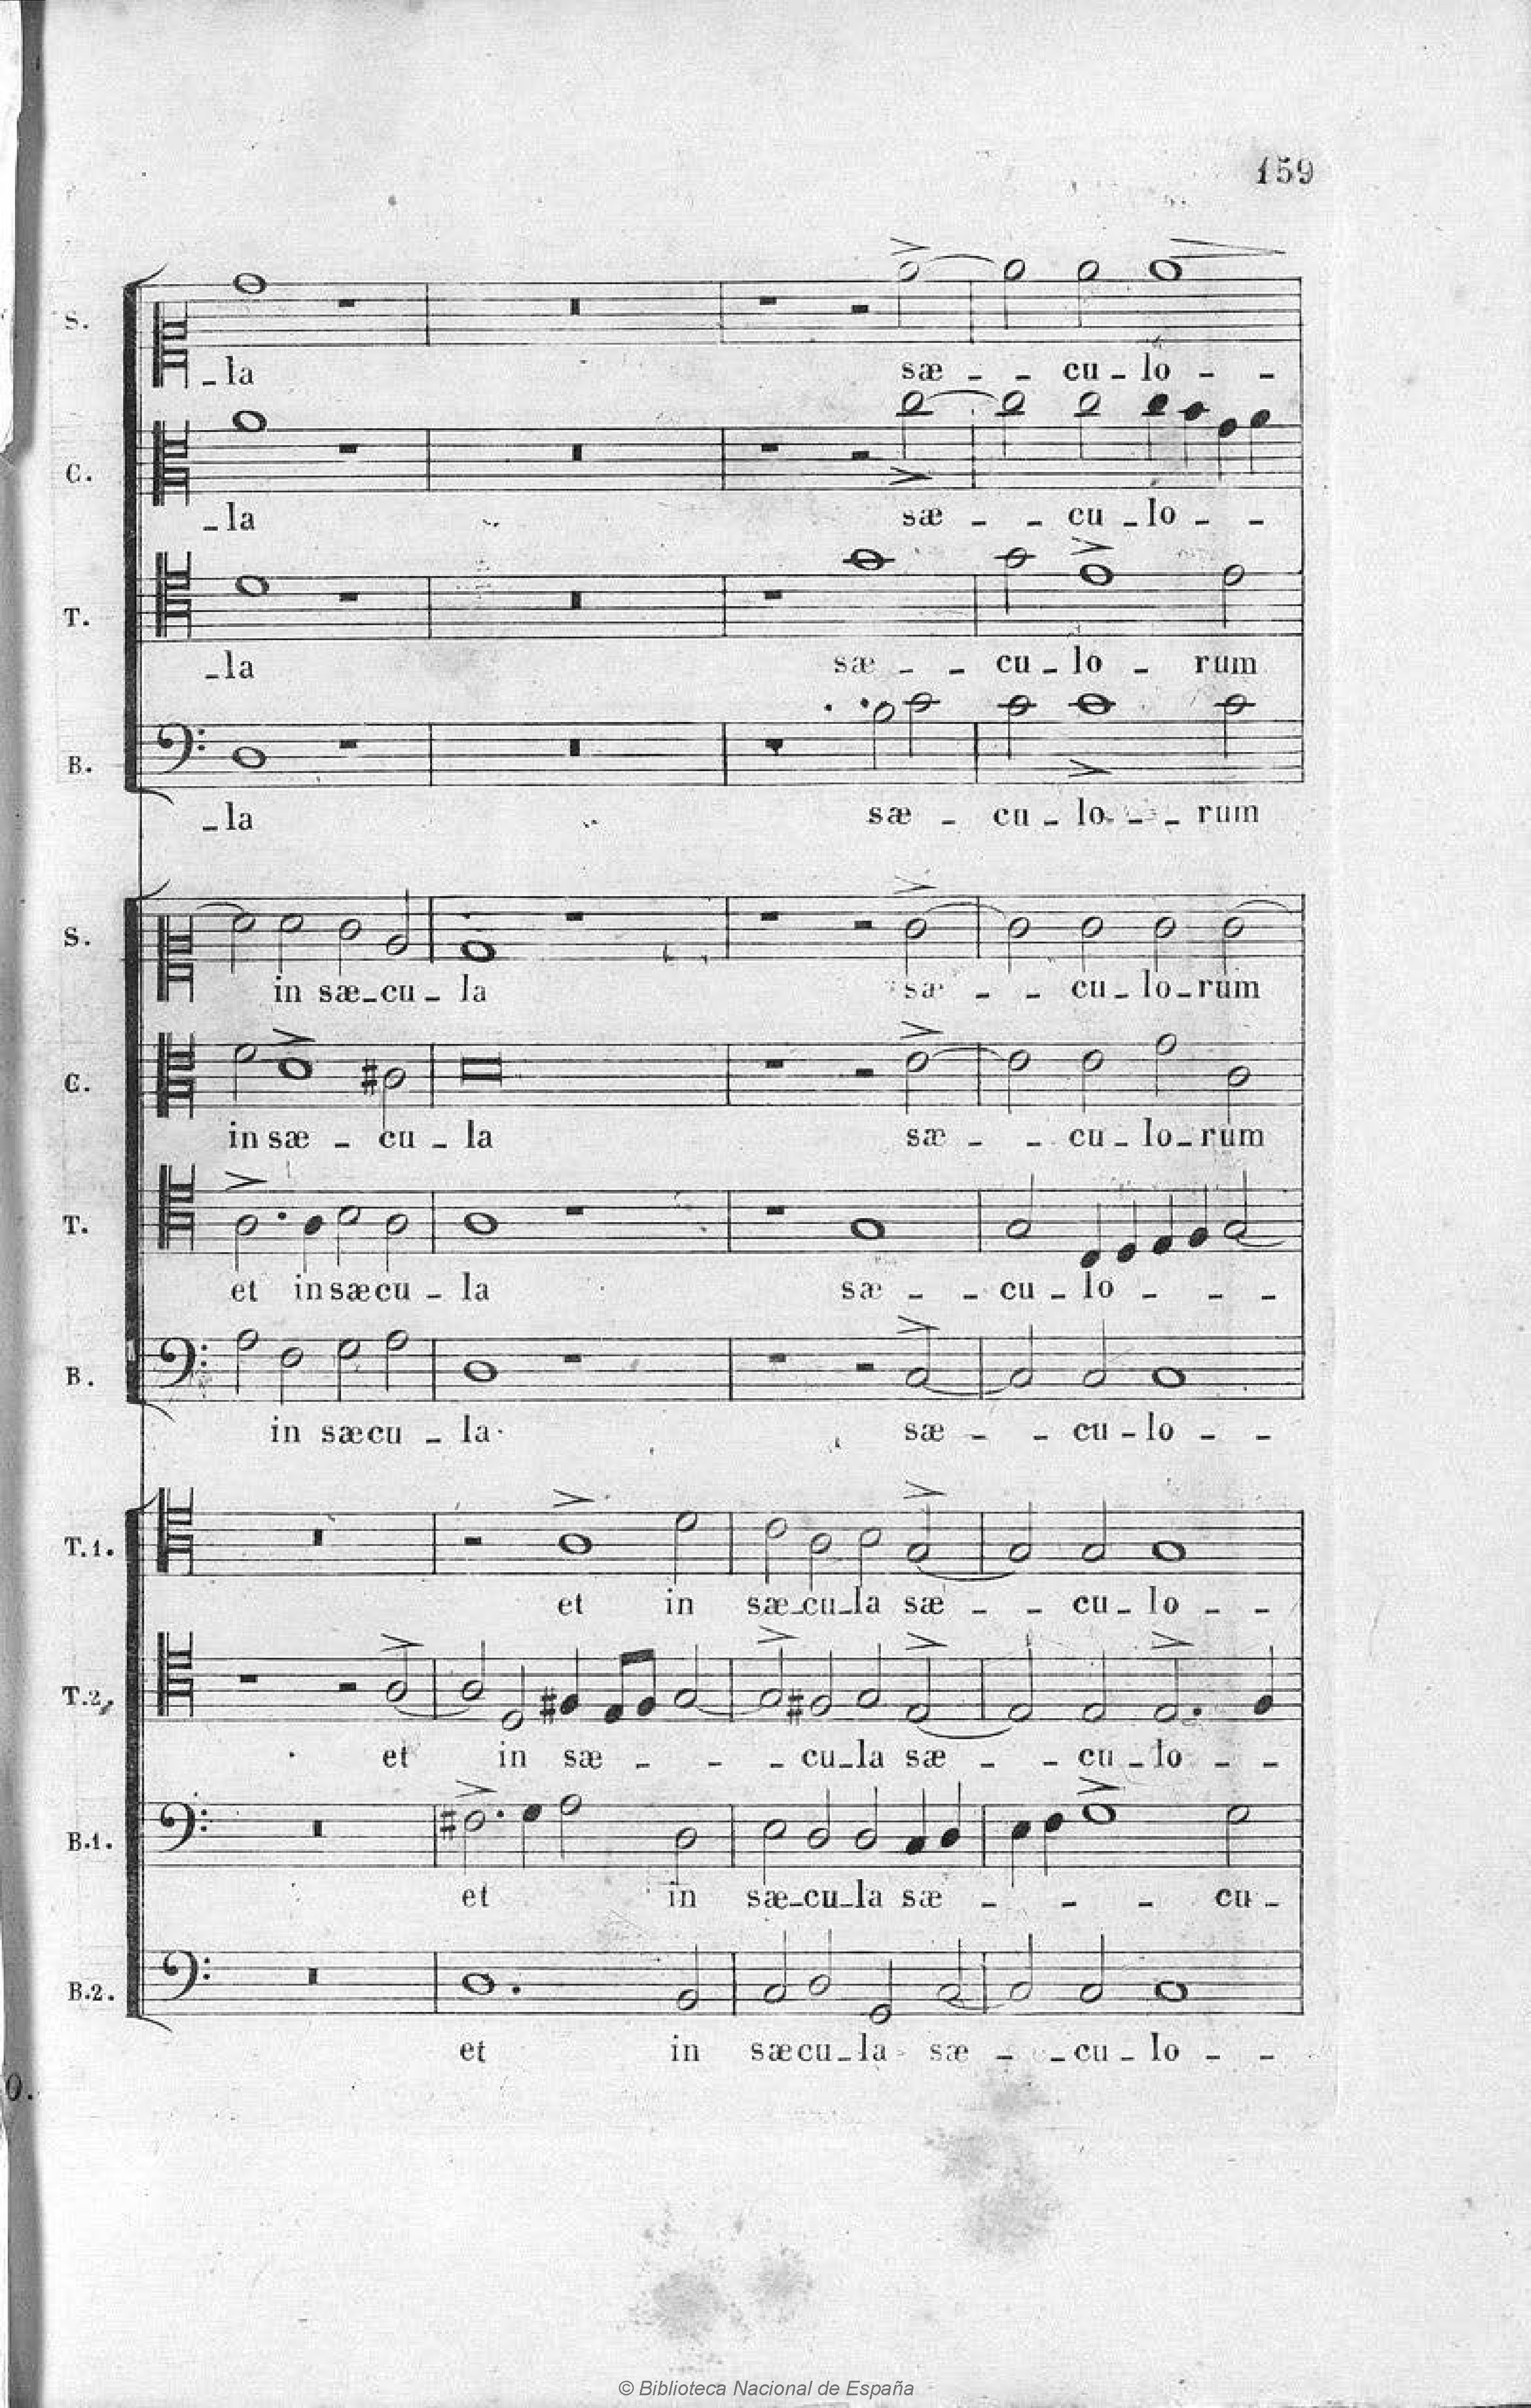 159
S.
_ la
sæ _ _ cu _ lo _ _
C.
_ la
sæ _ _ cu _ lo _ _
T.
_ la
sæ _ _ cu _ lo _ rum
B.
_ la
sæ _ cu _ lo _ _ rum
S.
in sæ _ cu _ la
sæ _ _ cu _ lo _ rum
C.
in sæ _ cu _ la
sæ _ _ cu _ lo _ rum
T.
et in sæcu _ la
sæ _ _ cu _ lo _ _ _
B.
in sæcu _ la
sæ _ _ cu _ lo _ _
T.1.
et in sæ _ cu _ la sæ _ _ cu _ lo _ _
T.2.
et in sæ _ _ _ cu _ la sæ _ _ cu _ lo _ _
B.1.
et in sæ _ cu _ la sæ _ _ _ cu _
B.2.
et in sæcu _ la sæ _ _ cu _ lo _ _
0.
© Biblioteca Nacional de España